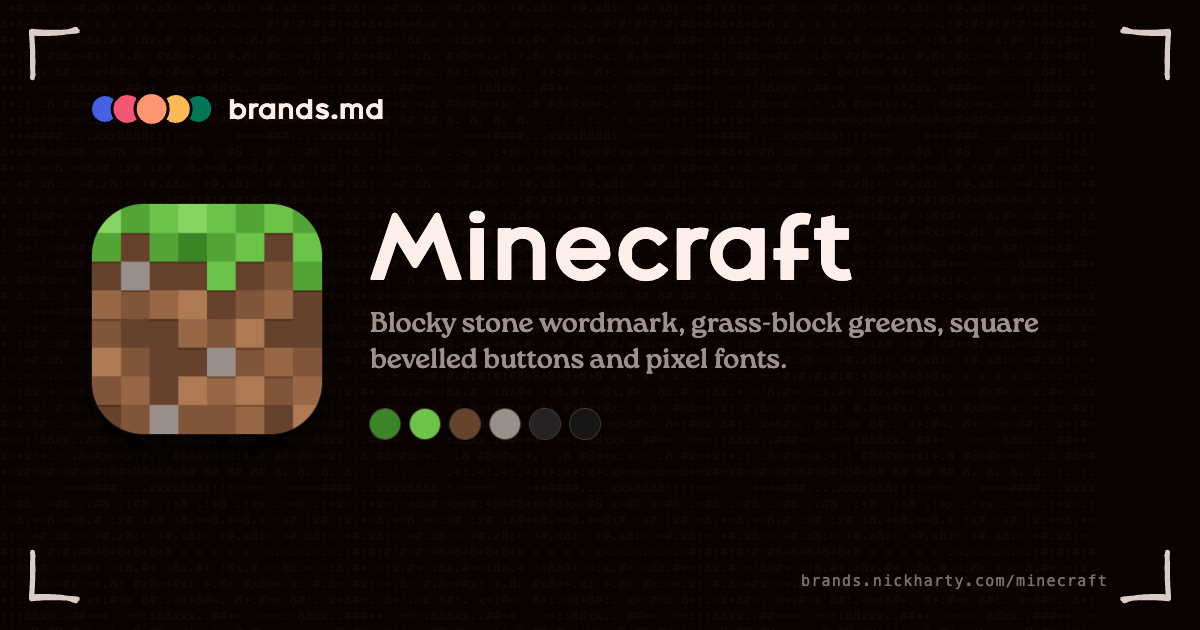 brands.md
Minecraft
Blocky stone wordmark, grass-block greens, square
bevelled buttons and pixel fonts.
brands.nickharty.com/minecraft